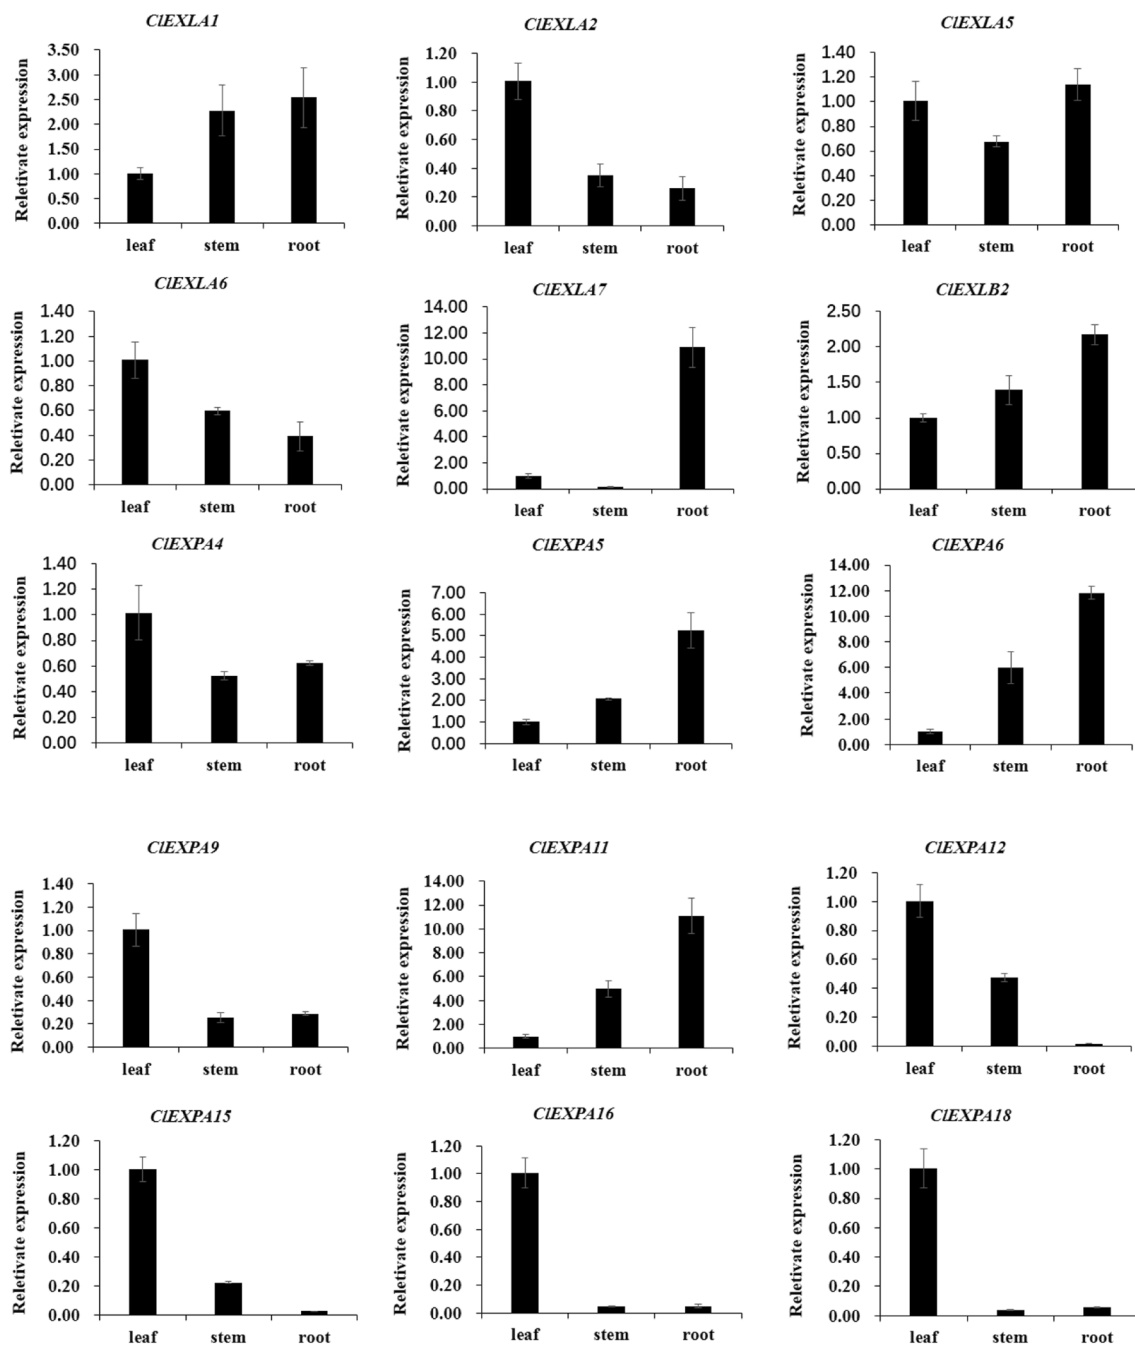 ClEXLA1
Reletivate expression
3.50
3.00
2.50
2.00
1.50
1.00
0.50
0.00
leaf stem root
ClEXLA2
Reletivate expression
1.20
1.00
0.80
0.60
0.40
0.20
0.00
leaf stem root
ClEXLA5
Reletivate expression
1.40
1.20
1.00
0.80
0.60
0.40
0.20
0.00
leaf stem root
ClEXLA6
Reletivate expression
1.40
1.20
1.00
0.80
0.60
0.40
0.20
0.00
leaf stem root
ClEXLA7
Reletivate expression
14.00
12.00
10.00
8.00
6.00
4.00
2.00
0.00
leaf stem root
ClEXLB2
Reletivate expression
2.50
2.00
1.50
1.00
0.50
0.00
leaf stem root
ClEXPA4
Reletivate expression
1.40
1.20
1.00
0.80
0.60
0.40
0.20
0.00
leaf stem root
ClEXPA5
Reletivate expression
7.00
6.00
5.00
4.00
3.00
2.00
1.00
0.00
leaf stem root
ClEXPA6
Reletivate expression
14.00
12.00
10.00
8.00
6.00
4.00
2.00
0.00
leaf stem root
ClEXPA9
Reletivate expression
1.40
1.20
1.00
0.80
0.60
0.40
0.20
0.00
leaf stem root
ClEXPA11
Reletivate expression
14.00
12.00
10.00
8.00
6.00
4.00
2.00
0.00
leaf stem root
ClEXPA12
Reletivate expression
1.20
1.00
0.80
0.60
0.40
0.20
0.00
leaf stem root
ClEXPA15
Reletivate expression
1.20
1.00
0.80
0.60
0.40
0.20
0.00
leaf stem root
ClEXPA16
Reletivate expression
1.20
1.00
0.80
0.60
0.40
0.20
0.00
leaf stem root
ClEXPA18
Reletivate expression
1.20
1.00
0.80
0.60
0.40
0.20
0.00
leaf stem root